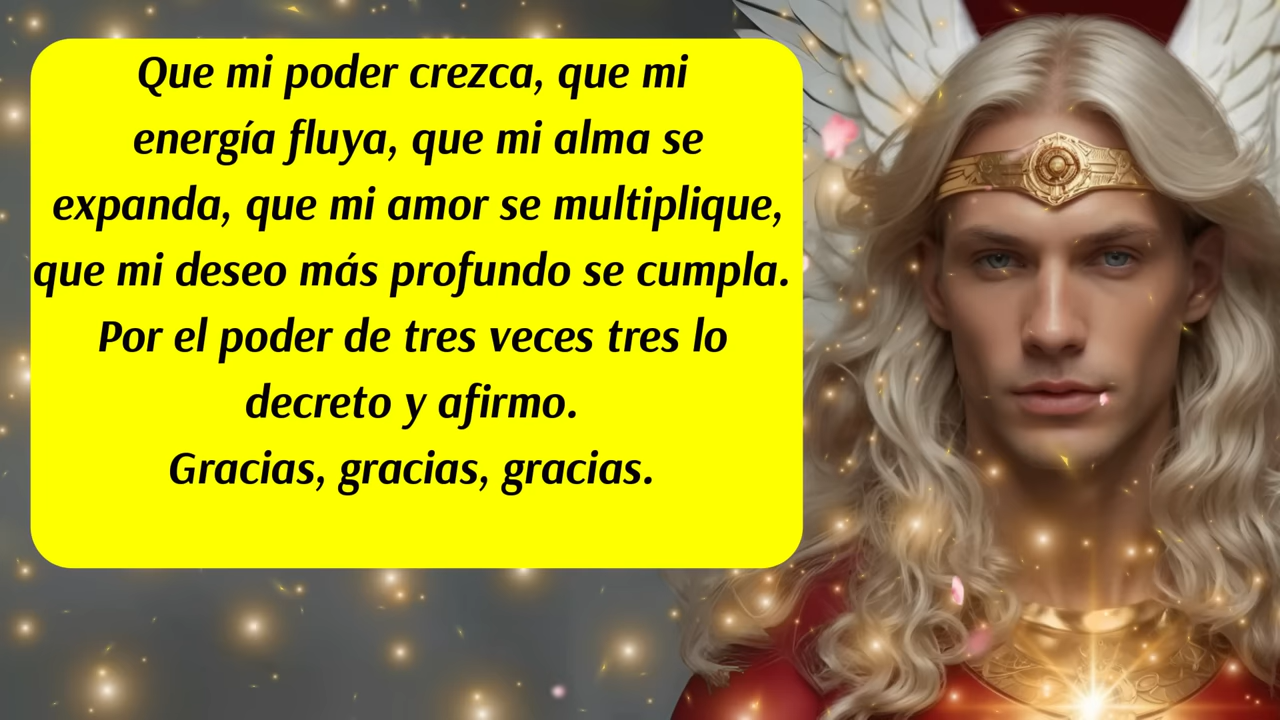 Que mi poder crezca, que mi
energía fluya, que mi alma se
expanda, que mi amor se multiplique,
que mi deseo más profundo se cumpla.
Por el poder de tres veces tres lo
decreto y afirmo.
Gracias, gracias, gracias.